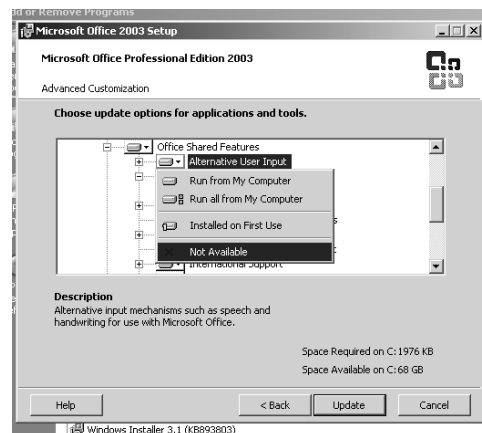 dd or Remove Programs
Microsoft Office 2003 Setup
Microsoft Office Professional Edition 2003
Advanced Customization
Choose update options for applications and tools.
Office Shared Features
Alternative User Input
Run from My Computer
Run all from My Computer
Installed on First Use
Not Available
International Support
Description
Alternative input mechanisms such as speech and
handwriting for use with Microsoft Office.
Space Required on C: 1976 KB
Space Available on C: 68 GB
Help
< Back
Update
Cancel
Windows Installer 3.1 (KB893803)